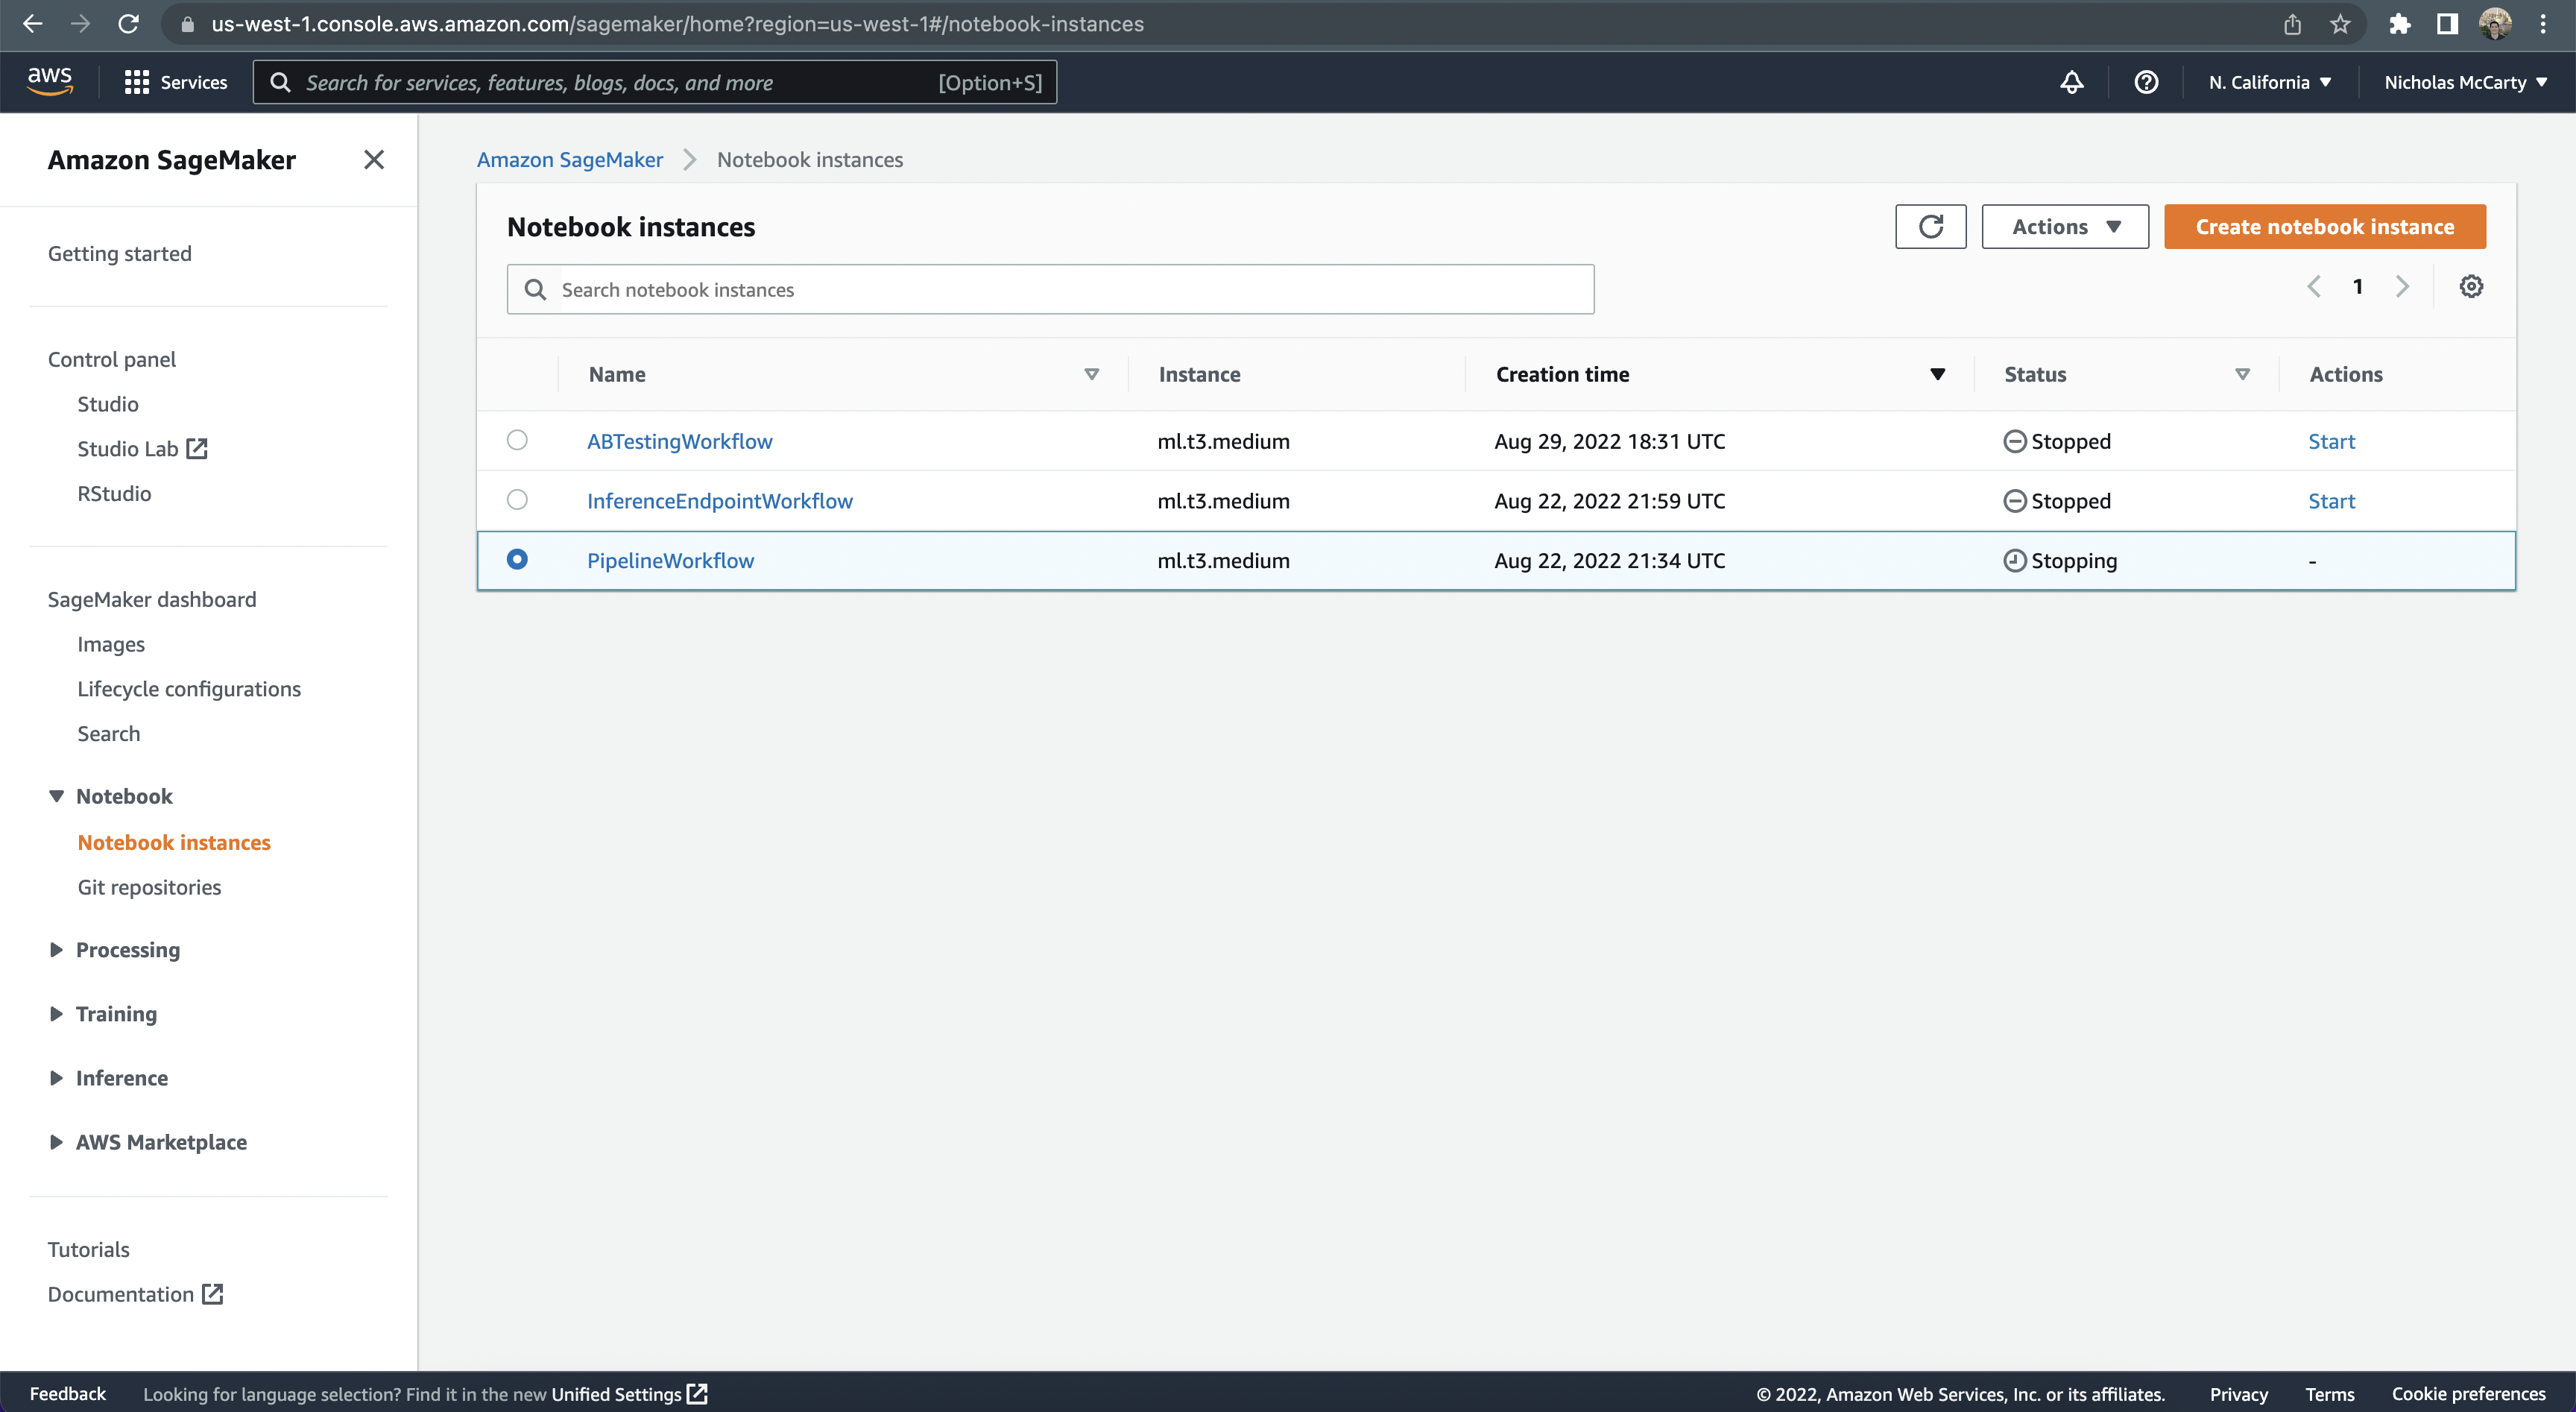 us-west-1.console.aws.amazon.com/sagemaker/home?region=us-west-1#/notebook-instances
aws
Services
Search for services, features, blogs, docs, and more
[Option+S]
N. California
Nicholas McCarty
Amazon SageMaker
Getting started
Control panel
Studio
Studio Lab
RStudio
SageMaker dashboard
Images
Lifecycle configurations
Search
Notebook
Notebook instances
Git repositories
Processing
Training
Inference
AWS Marketplace
Tutorials
Documentation
Amazon SageMaker Notebook instances
Notebook instances
Actions
Create notebook instance
Search notebook instances
1
Name Instance Creation time Status Actions
ABTestingWorkflow ml.t3.medium Aug 29, 2022 18:31 UTC Stopped Start
InferenceEndpointWorkflow ml.t3.medium Aug 22, 2022 21:59 UTC Stopped Start
PipelineWorkflow ml.t3.medium Aug 22, 2022 21:34 UTC Stopping -
Feedback
Looking for language selection? Find it in the new Unified Settings
© 2022, Amazon Web Services, Inc. or its affiliates.
Privacy
Terms
Cookie preferences